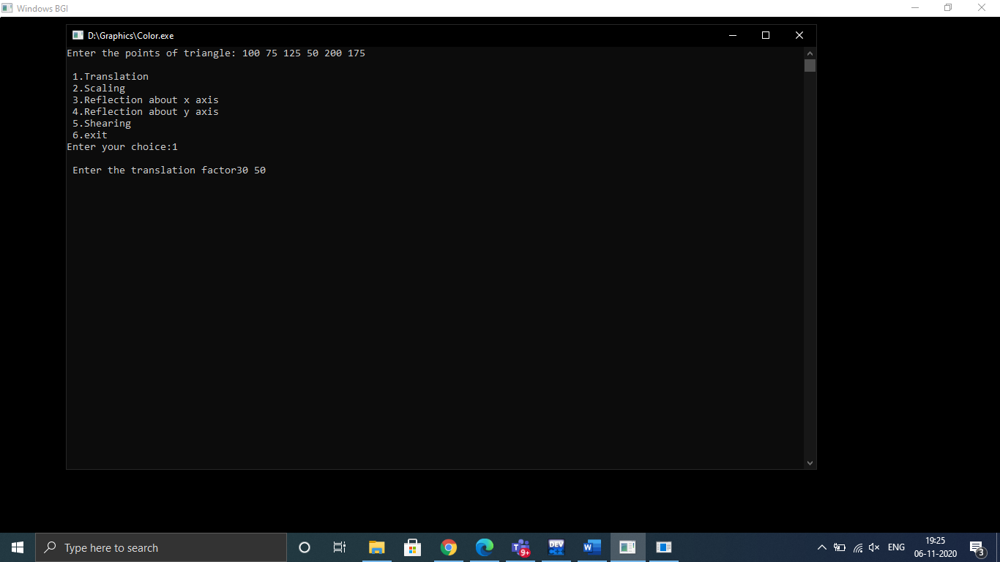 Windows BGI
D:\Graphics\Color.exe
Enter the points of triangle: 100 75 125 50 200 175
1.Translation
2.Scaling
3.Reflection about x axis
4.Reflection about y axis
5.Shearing
6.exit
Enter your choice:1
Enter the translation factor30 50
Type here to search
9+
DEV
W
ENG
19:25
06-11-2020
3